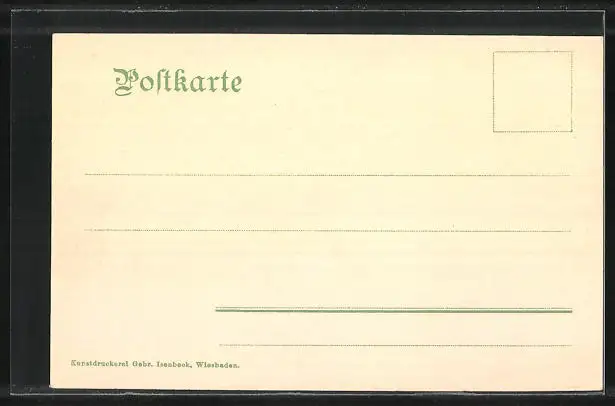 Poſtkarte
Kunstdruckerei Gebr. Isenbeck, Wiesbaden.